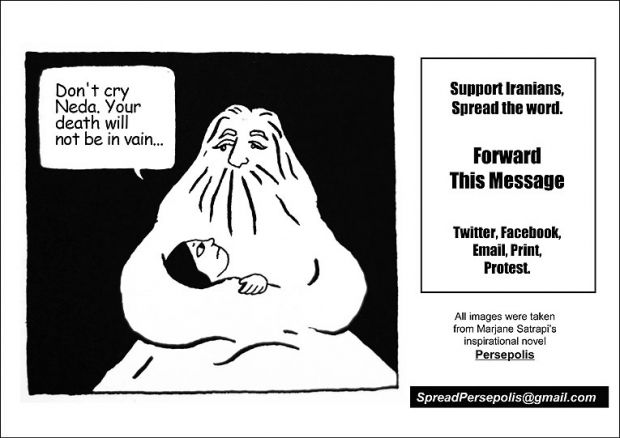 Don't cry
Neda. Your
death will
not be in vain...
Support Iranians,
Spread the word.
Forward
This Message
Twitter, Facebook,
Email, Print,
Protest.
All images were taken
from Marjane Satrapi's
inspirational novel
Persepolis
SpreadPersepolis@gmail.com